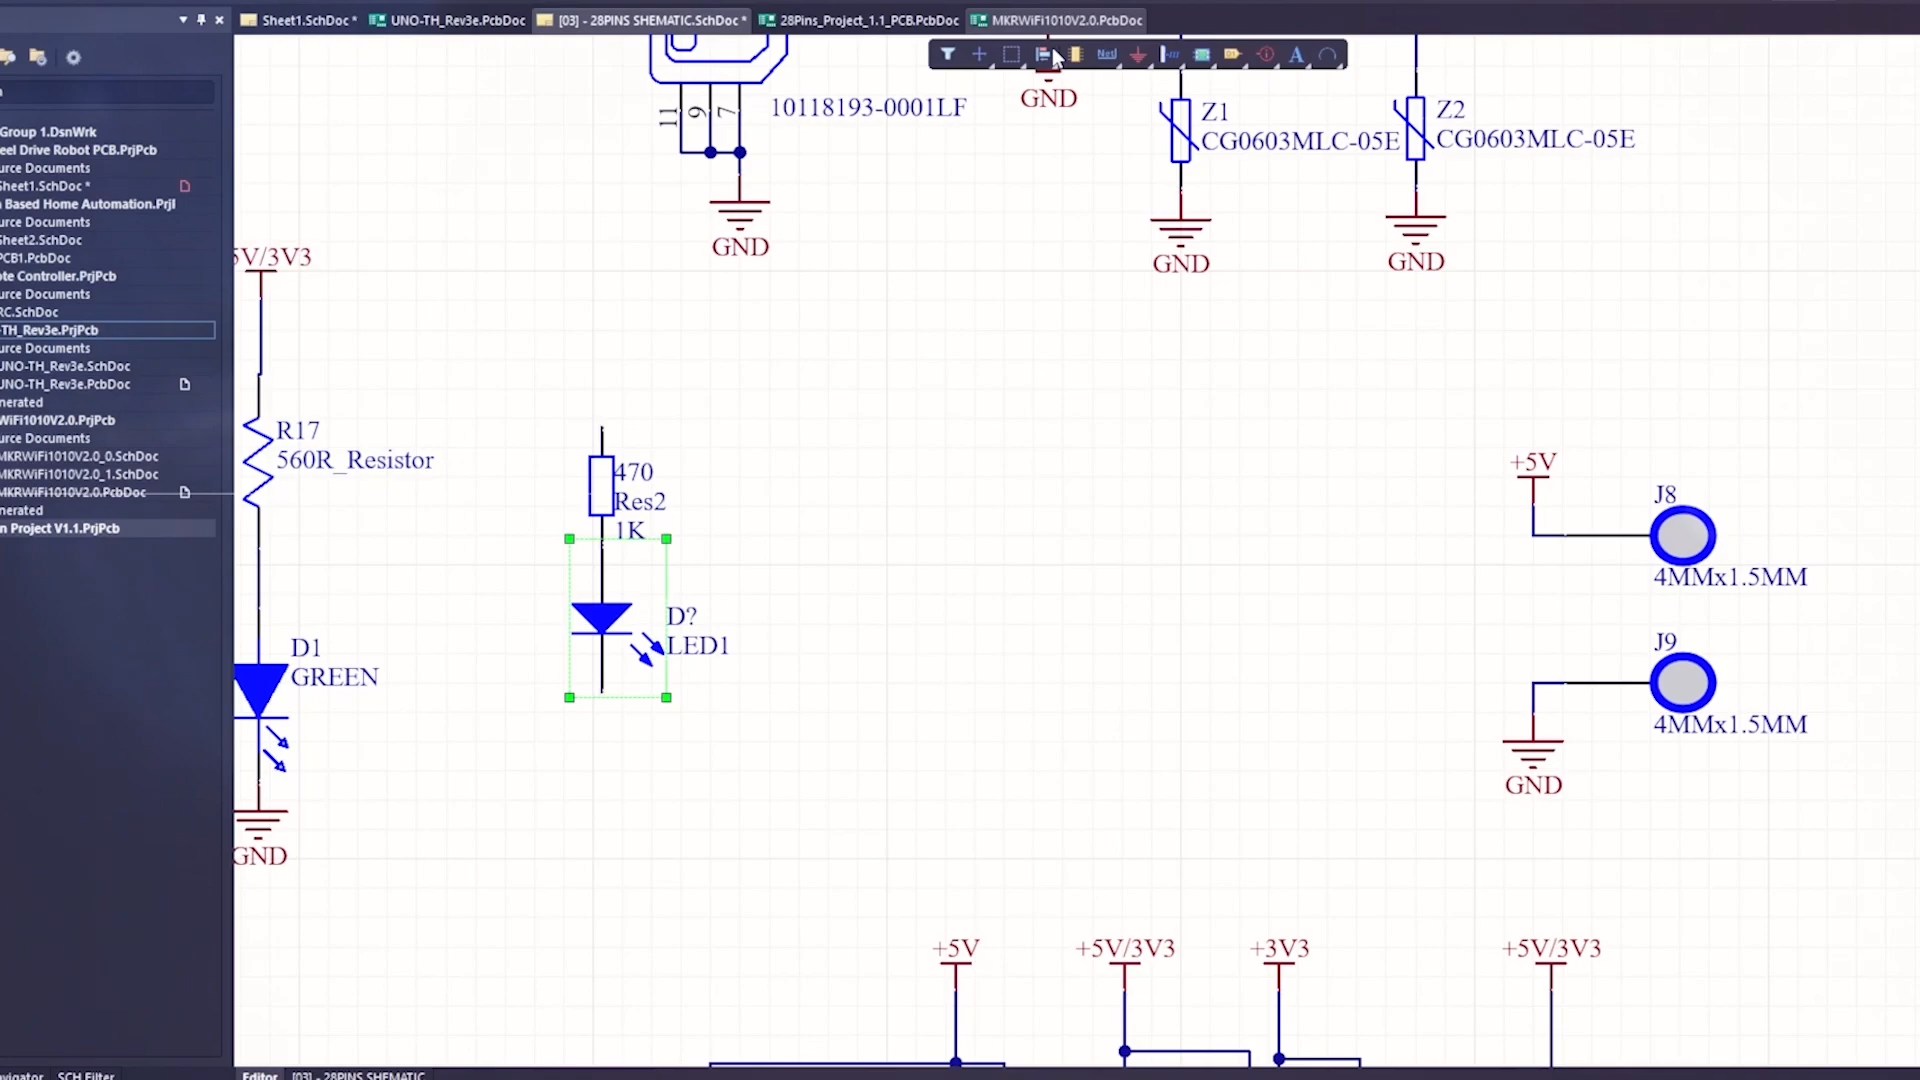 Sheet1.SchDoc *
UNO-TH_Rev3e.PcbDoc
[03] - 28PINS SHEMATIC.SchDoc *
28Pins_Project_1.1_PCB.PcbDoc
MKRWiFi1010V2.0.PcbDoc
Group 1.DsnWrk
eel Drive Robot PCB.PrjPcb
urce Documents
Sheet1.SchDoc *
n Based Home Automation.PrjI
urce Documents
Sheet2.SchDoc
PCB1.PcbDoc
ote Controller.PrjPcb
urce Documents
RC.SchDoc
-TH_Rev3e.PrjPcb
urce Documents
UNO-TH_Rev3e.SchDoc
UNO-TH_Rev3e.PcbDoc
nerated
WiFi1010V2.0.PrjPcb
urce Documents
MKRWiFi1010V2.0_0.SchDoc
MKRWiFi1010V2.0_1.SchDoc
MKRWiFi1010V2.0.PcbDoc
nerated
n Project V1.1.PrjPcb
Net
A
GND
11
9
7
10118193-0001LF
GND
Z1
CG0603MLC-05E
GND
Z2
CG0603MLC-05E
GND
5V/3V3
R17
560R_Resistor
D1
GREEN
GND
470
Res2
1K
D?
LED1
+5V
J8
4MMx1.5MM
J9
4MMx1.5MM
GND
+5V
+5V/3V3
+3V3
+5V/3V3
avigator
SCH Filter
Editor
[03] - 28PINS SHEMATIC